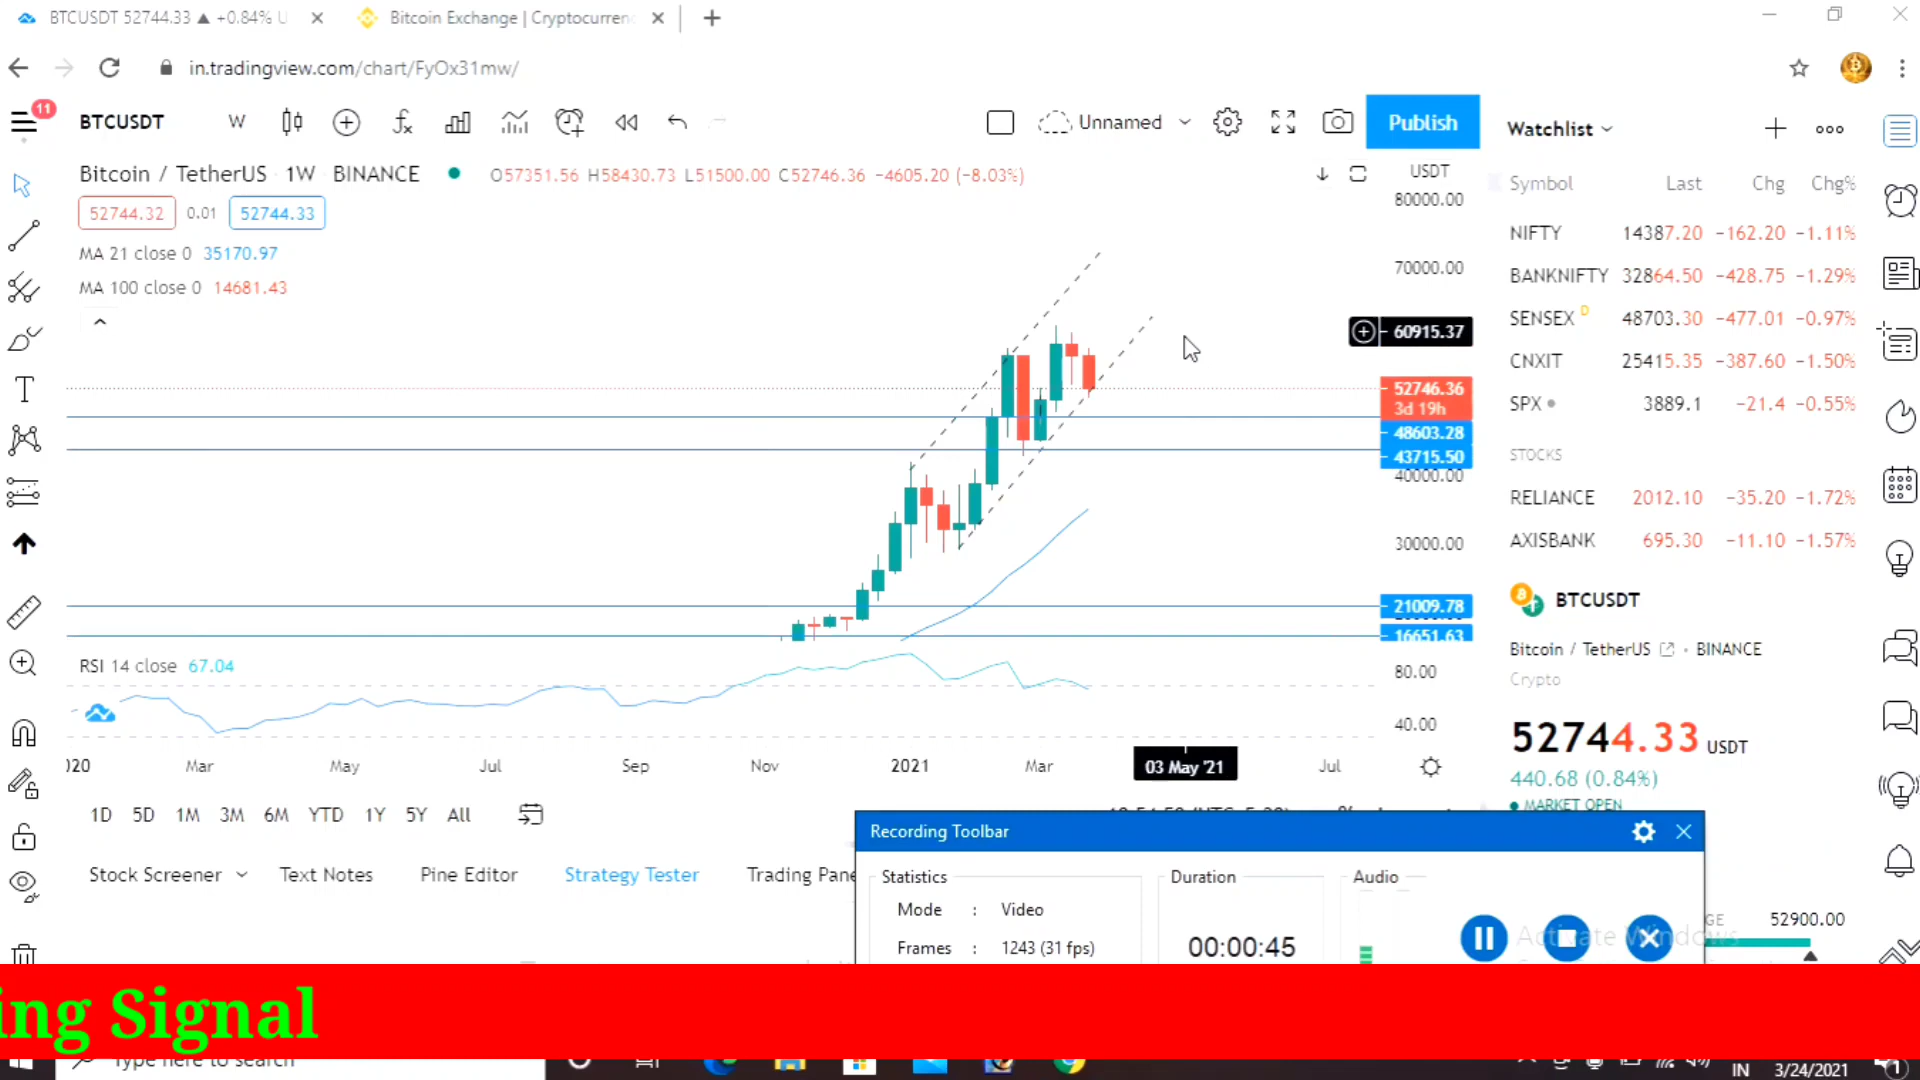 BTCUSDT 52744.33 ▲ +0.84% U
Bitcoin Exchange | Cryptocurren
in.tradingview.com/chart/FyOx31mw/
11
BTCUSDT W Unnamed Publish
Watchlist
Bitcoin / TetherUS 1W BINANCE O57351.56 H58430.73 L51500.00 C52746.36 −4605.20 (−8.03%)
USDT
52744.32 0.01 52744.33
MA 21 close 0 35170.97
MA 100 close 0 14681.43
80000.00
70000.00
60915.37
52746.36
3d 19h
48603.28
43715.50
40000.00
30000.00
21009.78
16651.63
RSI 14 close 67.04
80.00
40.00
Mar May Jul Sep Nov 2021 Mar 03 May '21 Jul
1D 5D 1M 3M 6M YTD 1Y 5Y All
Stock Screener Text Notes Pine Editor Strategy Tester Trading Pane
Symbol Last Chg Chg%
NIFTY 14387.20 −162.20 −1.11%
BANKNIFTY 32864.50 −428.75 −1.29%
SENSEX D 48703.30 −477.01 −0.97%
CNXIT 25415.35 −387.60 −1.50%
SPX 3889.1 −21.4 −0.55%
STOCKS
RELIANCE 2012.10 −35.20 −1.72%
AXISBANK 695.30 −11.10 −1.57%
BTCUSDT
Bitcoin / TetherUS BINANCE
Crypto
52744.33 USDT
440.68 (0.84%)
MARKET OPEN
52900.00
Recording Toolbar
Statistics Duration Audio
Mode : Video
Frames : 1243 (31 fps)
00:00:45
Activate Windows
ing Signal
Type here to search
IN 3/24/2021
1